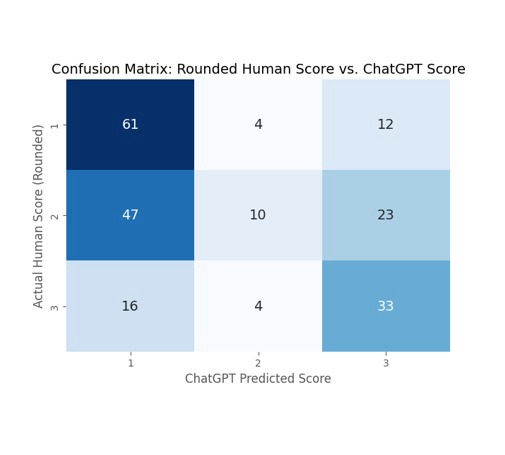 Confusion Matrix: Rounded Human Score vs. ChatGPT Score
Actual Human Score (Rounded)
1 61 4 12
2 47 10 23
3 16 4 33
1 2 3
ChatGPT Predicted Score